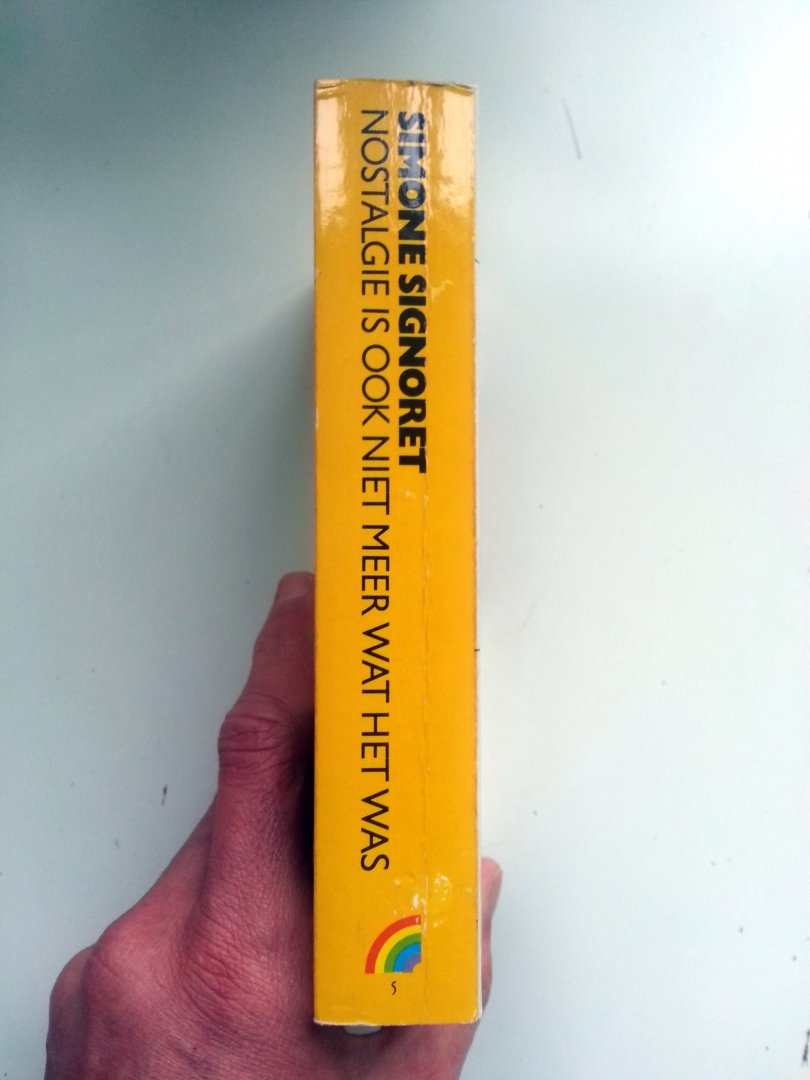 SIMONE SIGNORET
NOSTALGIE IS OOK NIET MEER WAT HET WAS
5